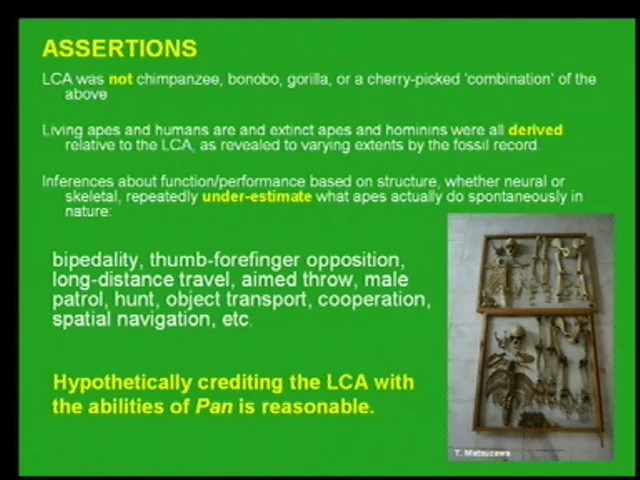 ASSERTIONS
LCA was not chimpanzee, bonobo, gorilla, or a cherry-picked 'combination' of the
above
Living apes and humans are and extinct apes and hominins were all derived
relative to the LCA, as revealed to varying extents by the fossil record
Inferences about function/performance based on structure, whether neural or
skeletal, repeatedly under-estimate what apes actually do spontaneously in
nature:
bipedality, thumb-forefinger opposition,
long-distance travel, aimed throw, male
patrol, hunt, object transport, cooperation,
spatial navigation, etc.
Hypothetically crediting the LCA with
the abilities of Pan is reasonable.
T. Matsuzawa